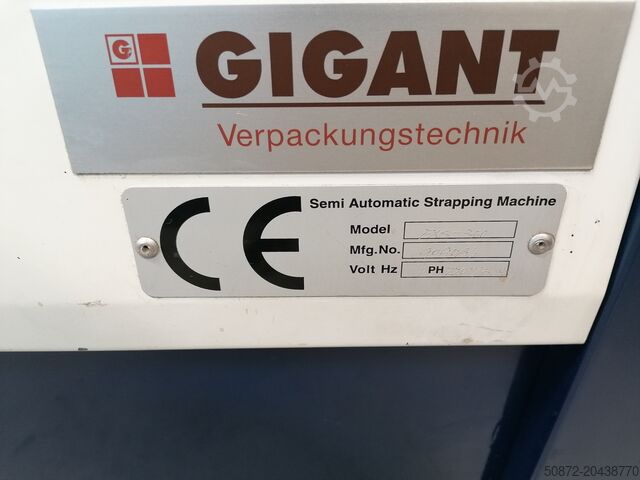 G
GIGANT
Verpackungstechnik
CE
Semi Automatic Strapping Machine
Model
Mfg.No.
Volt Hz PH
50872-20438770